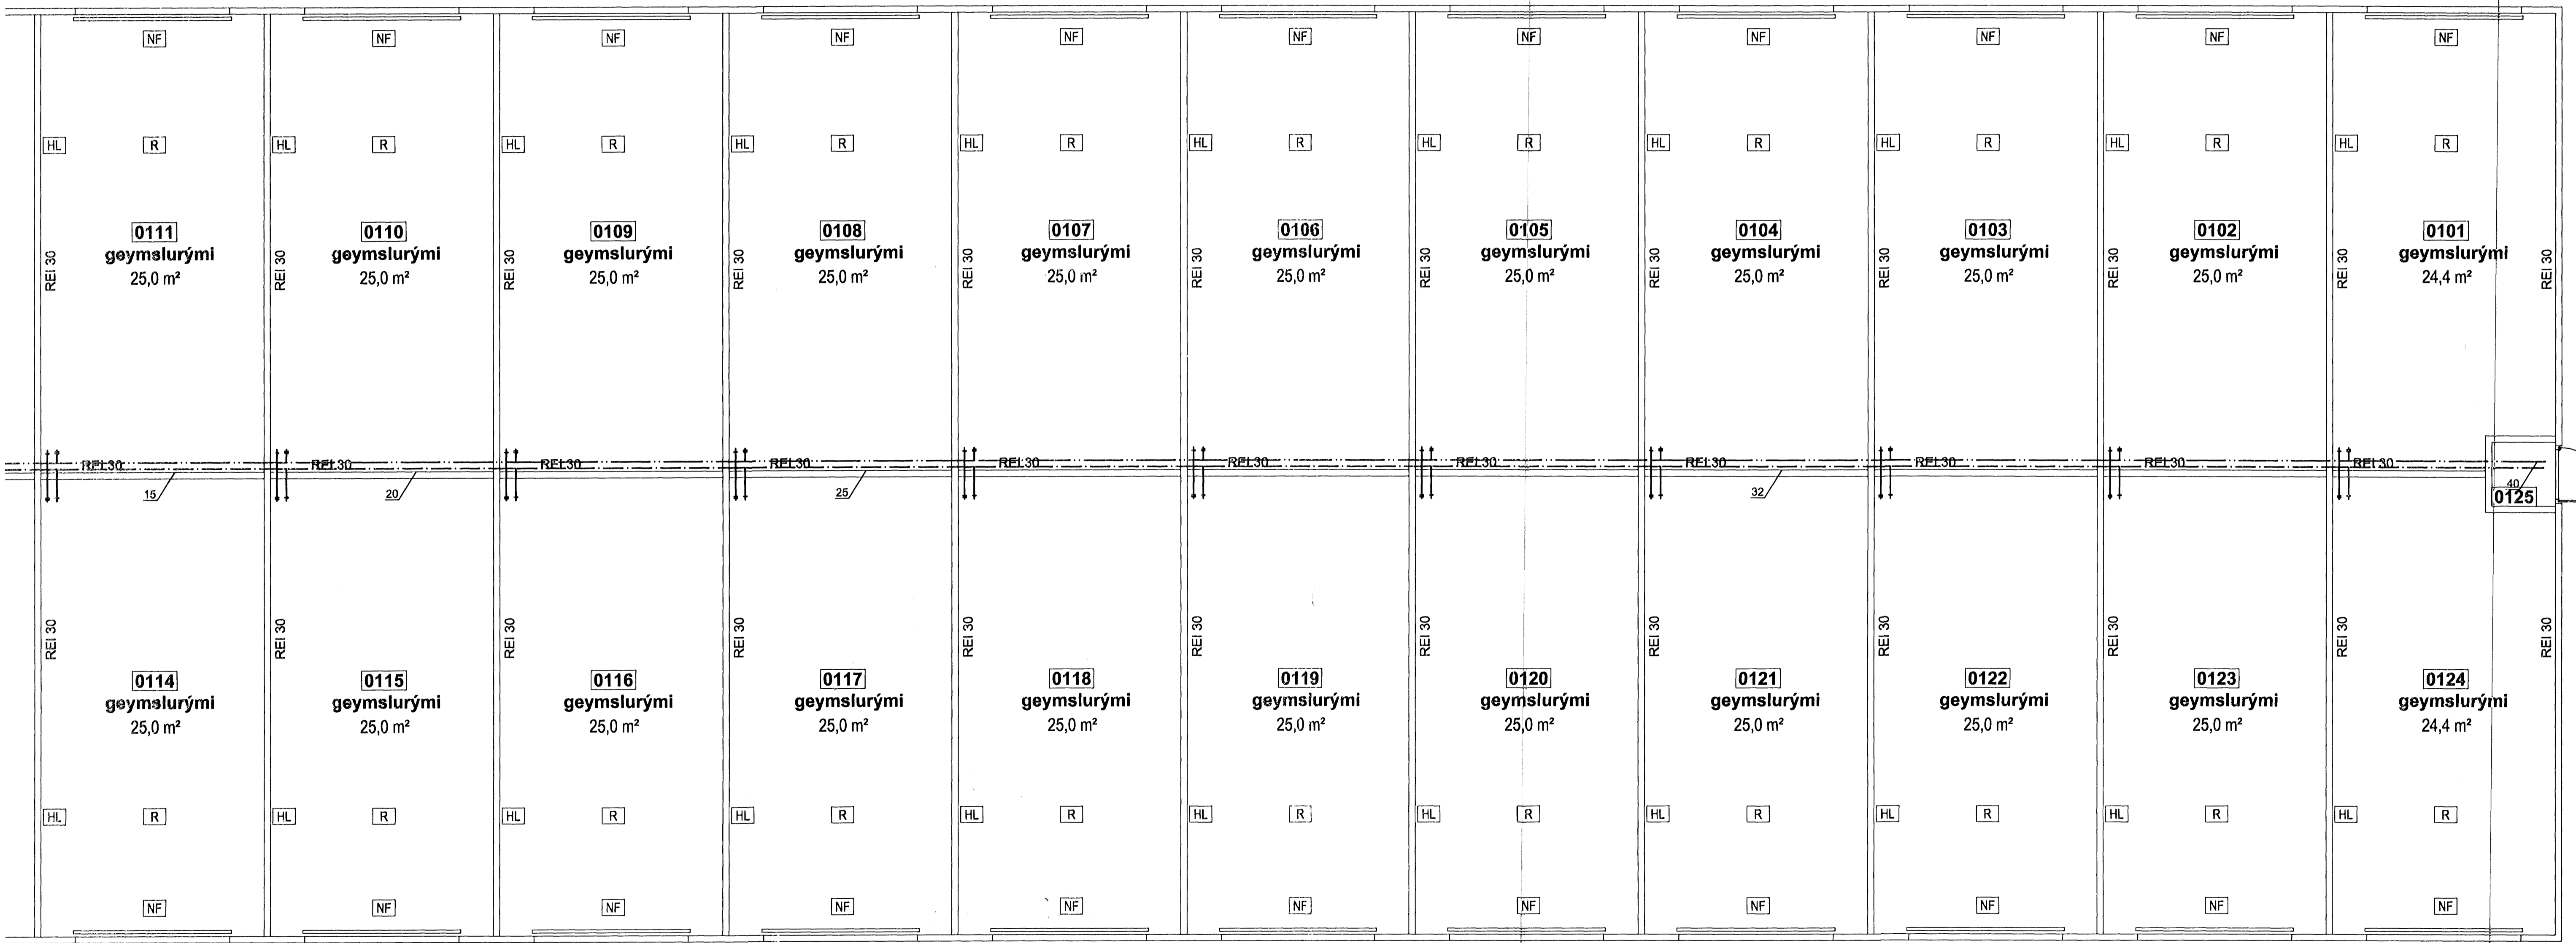 NF NF NF NF NF NF NF NF NF NF NF
HL R HL R HL R HL R HL R HL R HL R HL R HL R HL R HL R
0111 0110 0109 0108 0107 0106 0105 0104 0103 0102 0101
geymslurými geymslurými geymslurými geymslurými geymslurými geymslurými geymslurými geymslurými geymslurými geymslurými geymslurými
25,0 m² 25,0 m² 25,0 m² 25,0 m² 25,0 m² 25,0 m² 25,0 m² 25,0 m² 25,0 m² 25,0 m² 24,4 m²
REI 30 REI 30 REI 30 REI 30 REI 30 REI 30 REI 30 REI 30 REI 30 REI 30 REI 30 REI 30
REI 30 REI 30 REI 30 REI 30 REI 30 REI 30 REI 30 REI 30 REI 30 REI 30 REI 30
15 20 25 32 40
0125
REI 30 REI 30 REI 30 REI 30 REI 30 REI 30 REI 30 REI 30 REI 30 REI 30 REI 30 REI 30
0114 0115 0116 0117 0118 0119 0120 0121 0122 0123 0124
geymslurými geymslurými geymslurými geymslurými geymslurými geymslurými geymslurými geymslurými geymslurými geymslurými geymslurými
25,0 m² 25,0 m² 25,0 m² 25,0 m² 25,0 m² 25,0 m² 25,0 m² 25,0 m² 25,0 m² 25,0 m² 24,4 m²
HL R HL R HL R HL R HL R HL R HL R HL R HL R HL R HL R
NF NF NF NF NF NF NF NF NF NF NF